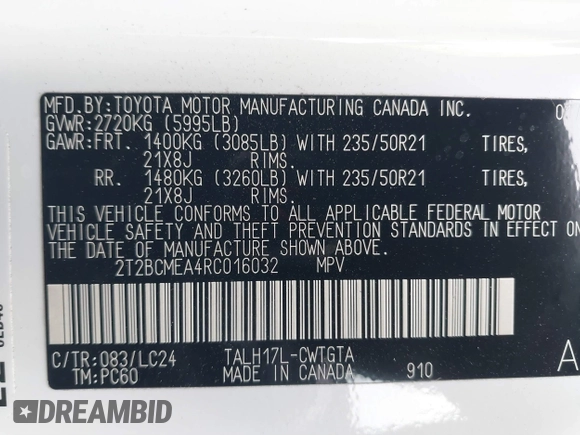 MFD.BY:TOYOTA MOTOR MANUFACTURING CANADA INC.
GVWR:2720KG (5995LB)
GAWR:FRT. 1400KG (3085LB) WITH 235/50R21 TIRES,
21X8J RIMS.
RR. 1480KG (3260LB) WITH 235/50R21 TIRES,
21X8J RIMS.
THIS VEHICLE CONFORMS TO ALL APPLICABLE FEDERAL MOTOR
VEHICLE SAFETY AND THEFT PREVENTION STANDARDS IN EFFECT ON
THE DATE OF MANUFACTURE SHOWN ABOVE.
2T2BCMEA4RC016032 MPV
C/TR:083/LC24 TALH17L-CWTGTA A
TM:PC60 MADE IN CANADA 910
DREAMBID